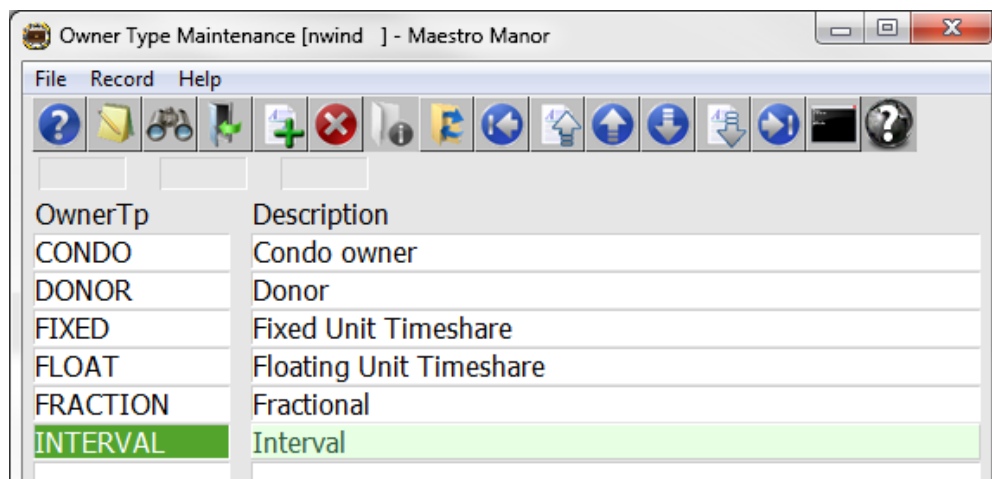 Owner Type Maintenance [nwind   ] - Maestro Manor
File Record Help
OwnerTp Description
CONDO Condo owner
DONOR Donor
FIXED Fixed Unit Timeshare
FLOAT Floating Unit Timeshare
FRACTION Fractional
INTERVAL Interval